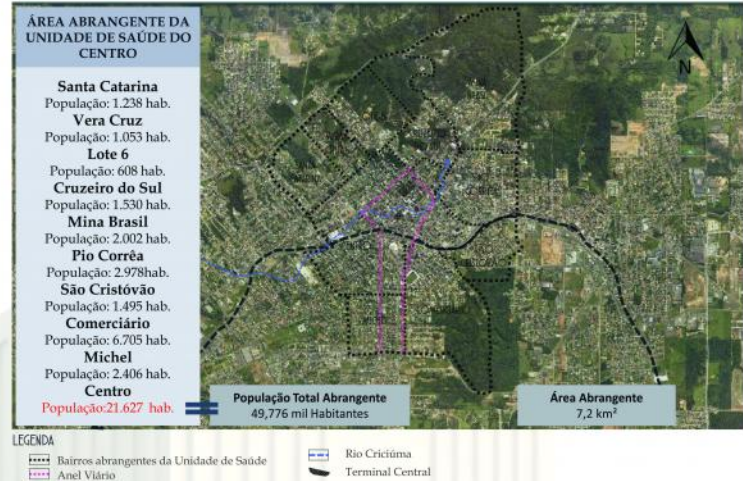 ÁREA ABRANGENTE DA
UNIDADE DE SAÚDE DO
CENTRO
Santa Catarina
População: 1.238 hab.
Vera Cruz
População: 1.053 hab.
Lote 6
População: 608 hab.
Cruzeiro do Sul
População: 1.530 hab.
Mina Brasil
População: 2.002 hab.
Pio Corrêa
População: 2.978hab.
São Cristóvão
População: 1.495 hab.
Comerciário
População: 6.705 hab.
Michel
População: 2.406 hab.
Centro
População:21.627 hab.
N
População Total Abrangente
49,776 mil Habitantes
Área Abrangente
7,2 km²
LEGENDA
Bairros abrangentes da Unidade de Saúde
Anel Viário
Rio Criciúma
Terminal Central